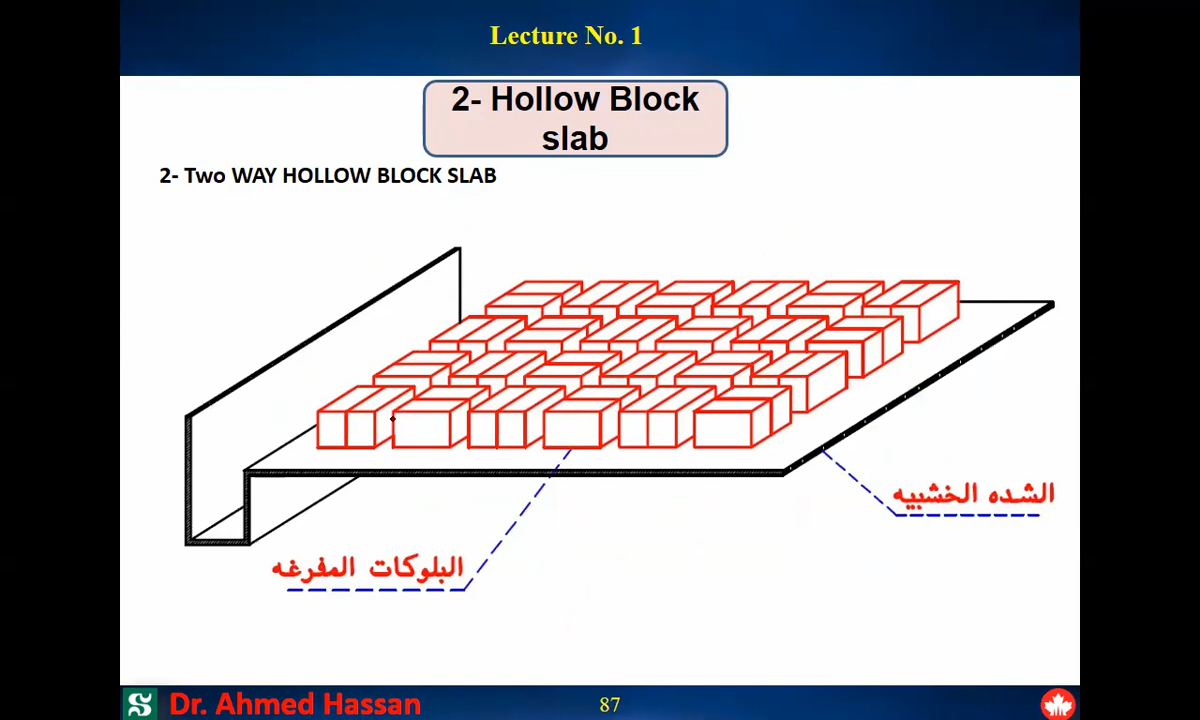 Lecture No. 1
2- Hollow Block
slab
2- Two WAY HOLLOW BLOCK SLAB
الشده الخشبيه
البلوكات المفرغه
Dr. Ahmed Hassan
87